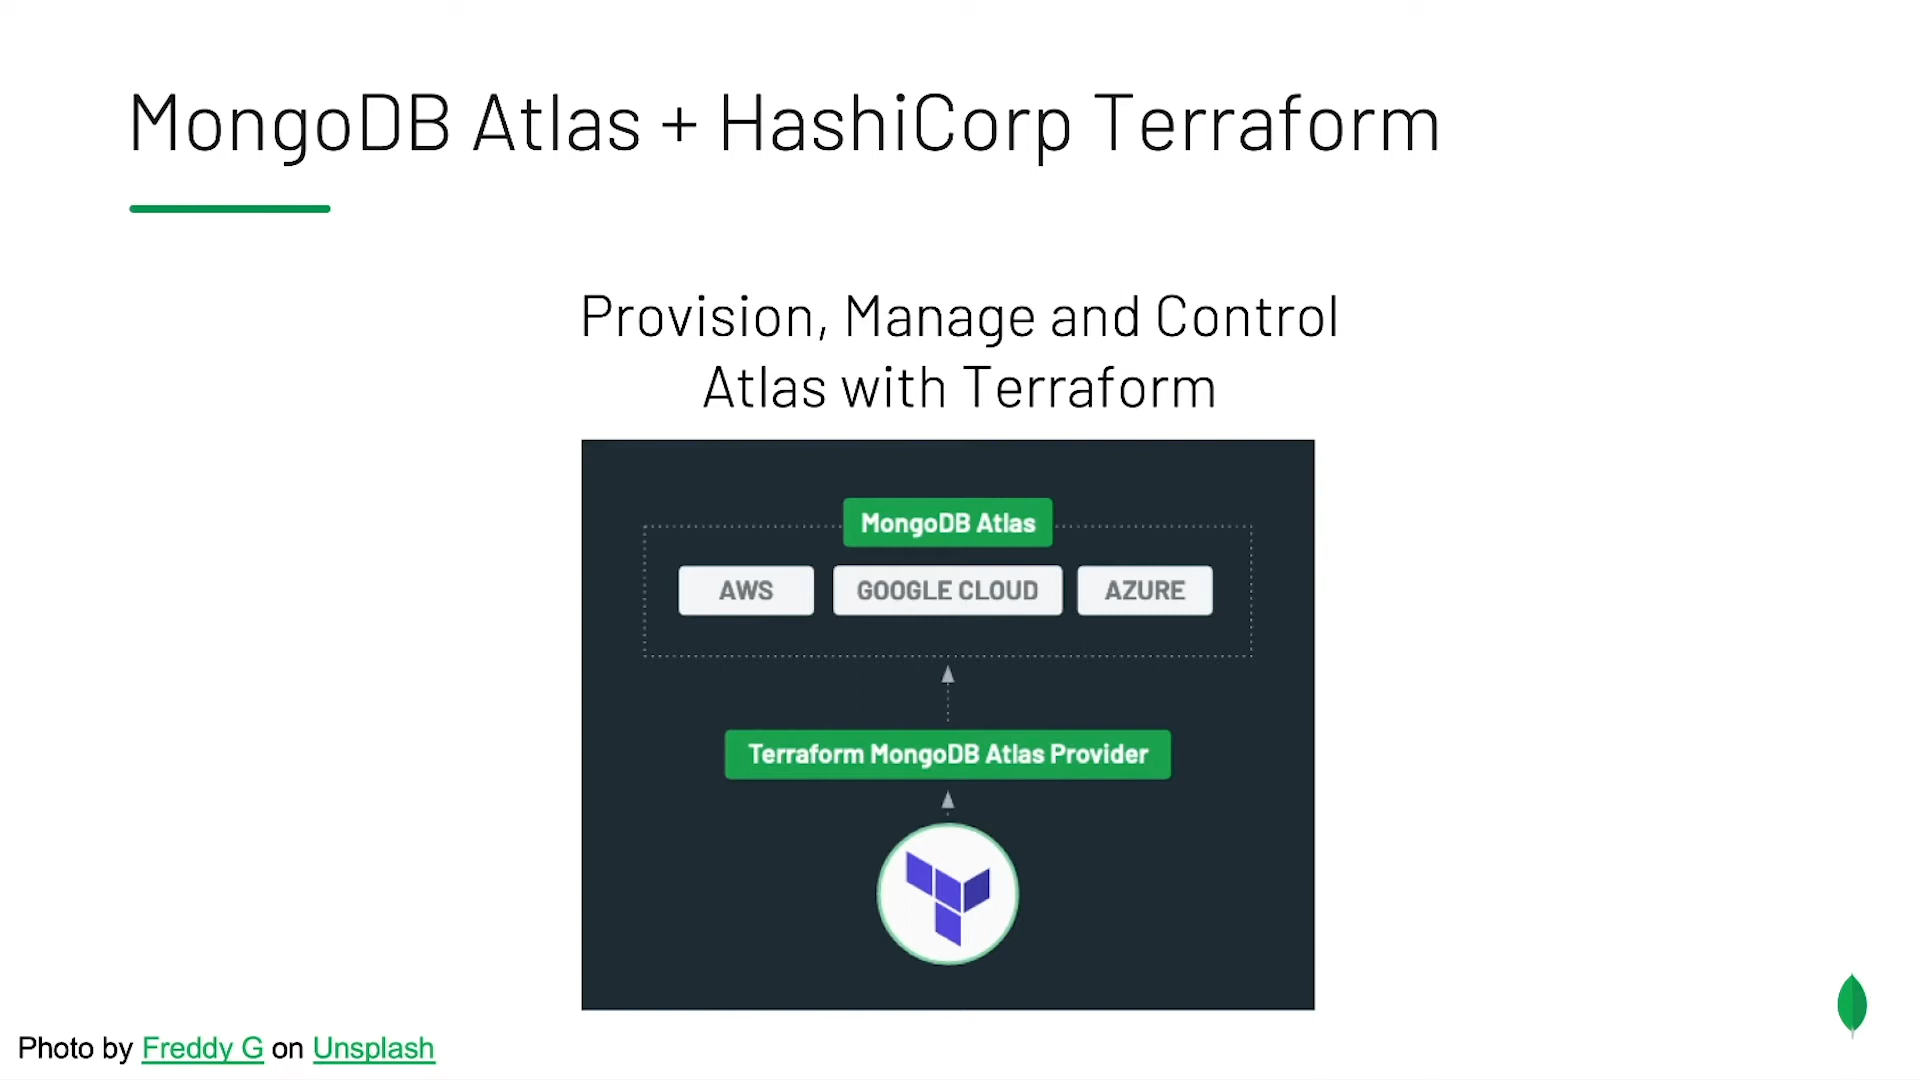 MongoDB Atlas + HashiCorp Terraform
Provision, Manage and Control
Atlas with Terraform
MongoDB Atlas
AWS
GOOGLE CLOUD
AZURE
Terraform MongoDB Atlas Provider
Photo by Freddy G on Unsplash